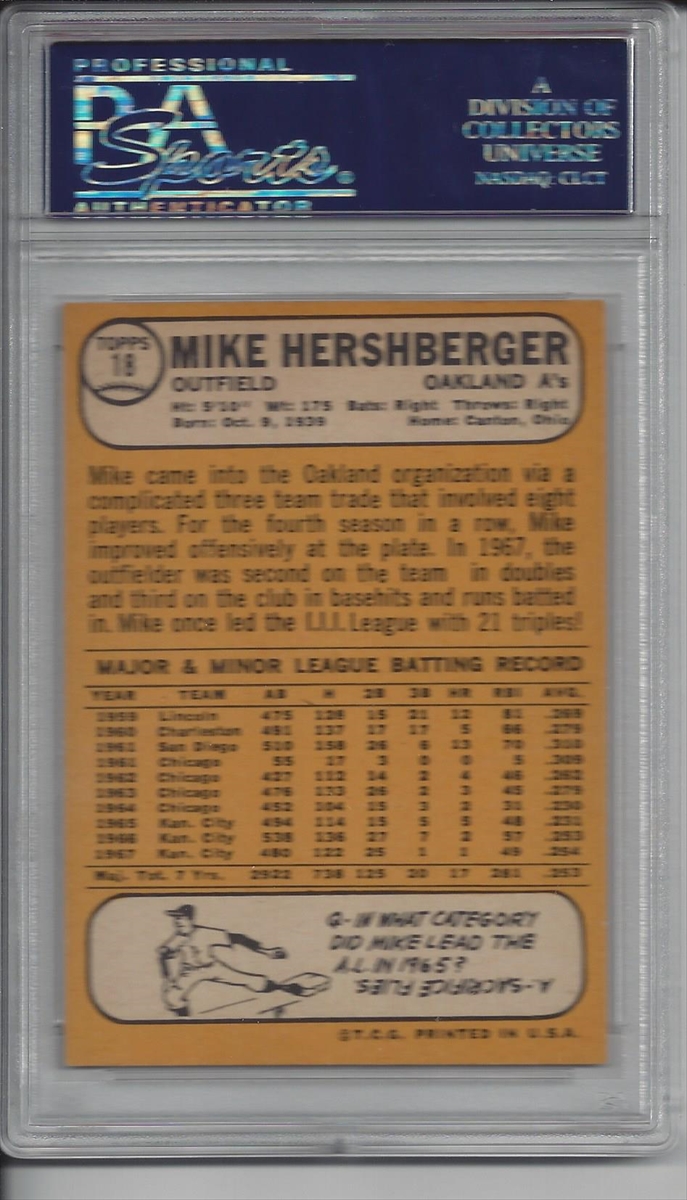 PROFESSIONAL
PSA
Sports.
AUTHENTICATOR
A
DIVISION OF
COLLECTORS
UNIVERSE
NASDAQ: CLCT
TOPPS
18
MIKE HERSHBERGER
OUTFIELD OAKLAND A's
Ht: 5'10" Wt: 175 Bats: Right Throws: Right
Born: Oct. 9, 1939 Home: Canton, Ohio
Mike came into the Oakland organization via a
complicated three team trade that involved eight
players. For the fourth season in a row, Mike
improved offensively at the plate. In 1967, the
outfielder was second on the team in doubles
and third on the club in basehits and runs batted
in. Mike once led the I.I.I. League with 21 triples!
MAJOR & MINOR LEAGUE BATTING RECORD
YEAR TEAM AB H 2B 3B HR RBI AVG.
1959 Lincoln 475 15 21 12 81
1960 Charleston 491 137 17 17 5 66 .279
1961 San Diego 510 158 26 6 13 70 .310
1961 Chicago 55 17 3 0 0 5 .309
1962 Chicago 427 112 14 2 4 46 .262
1963 Chicago 476 133 26 2 3 45 .279
1964 Chicago 452 104 15 3 2 31 .230
1965 Kan. City 494 114 15 5 5 48 .231
1966 Kan. City 538 136 27 7 2 57 .253
1967 Kan. City 480 122 25 1 1 49 .254
Maj. Tot. 7 Yrs. 2922 738 125 20 17 281 .253
Q- IN WHAT CATEGORY
DID MIKE LEAD THE
A.L. IN 1965?
A-SACRIFICE FLIES.
©T.C.G. PRINTED IN U.S.A.